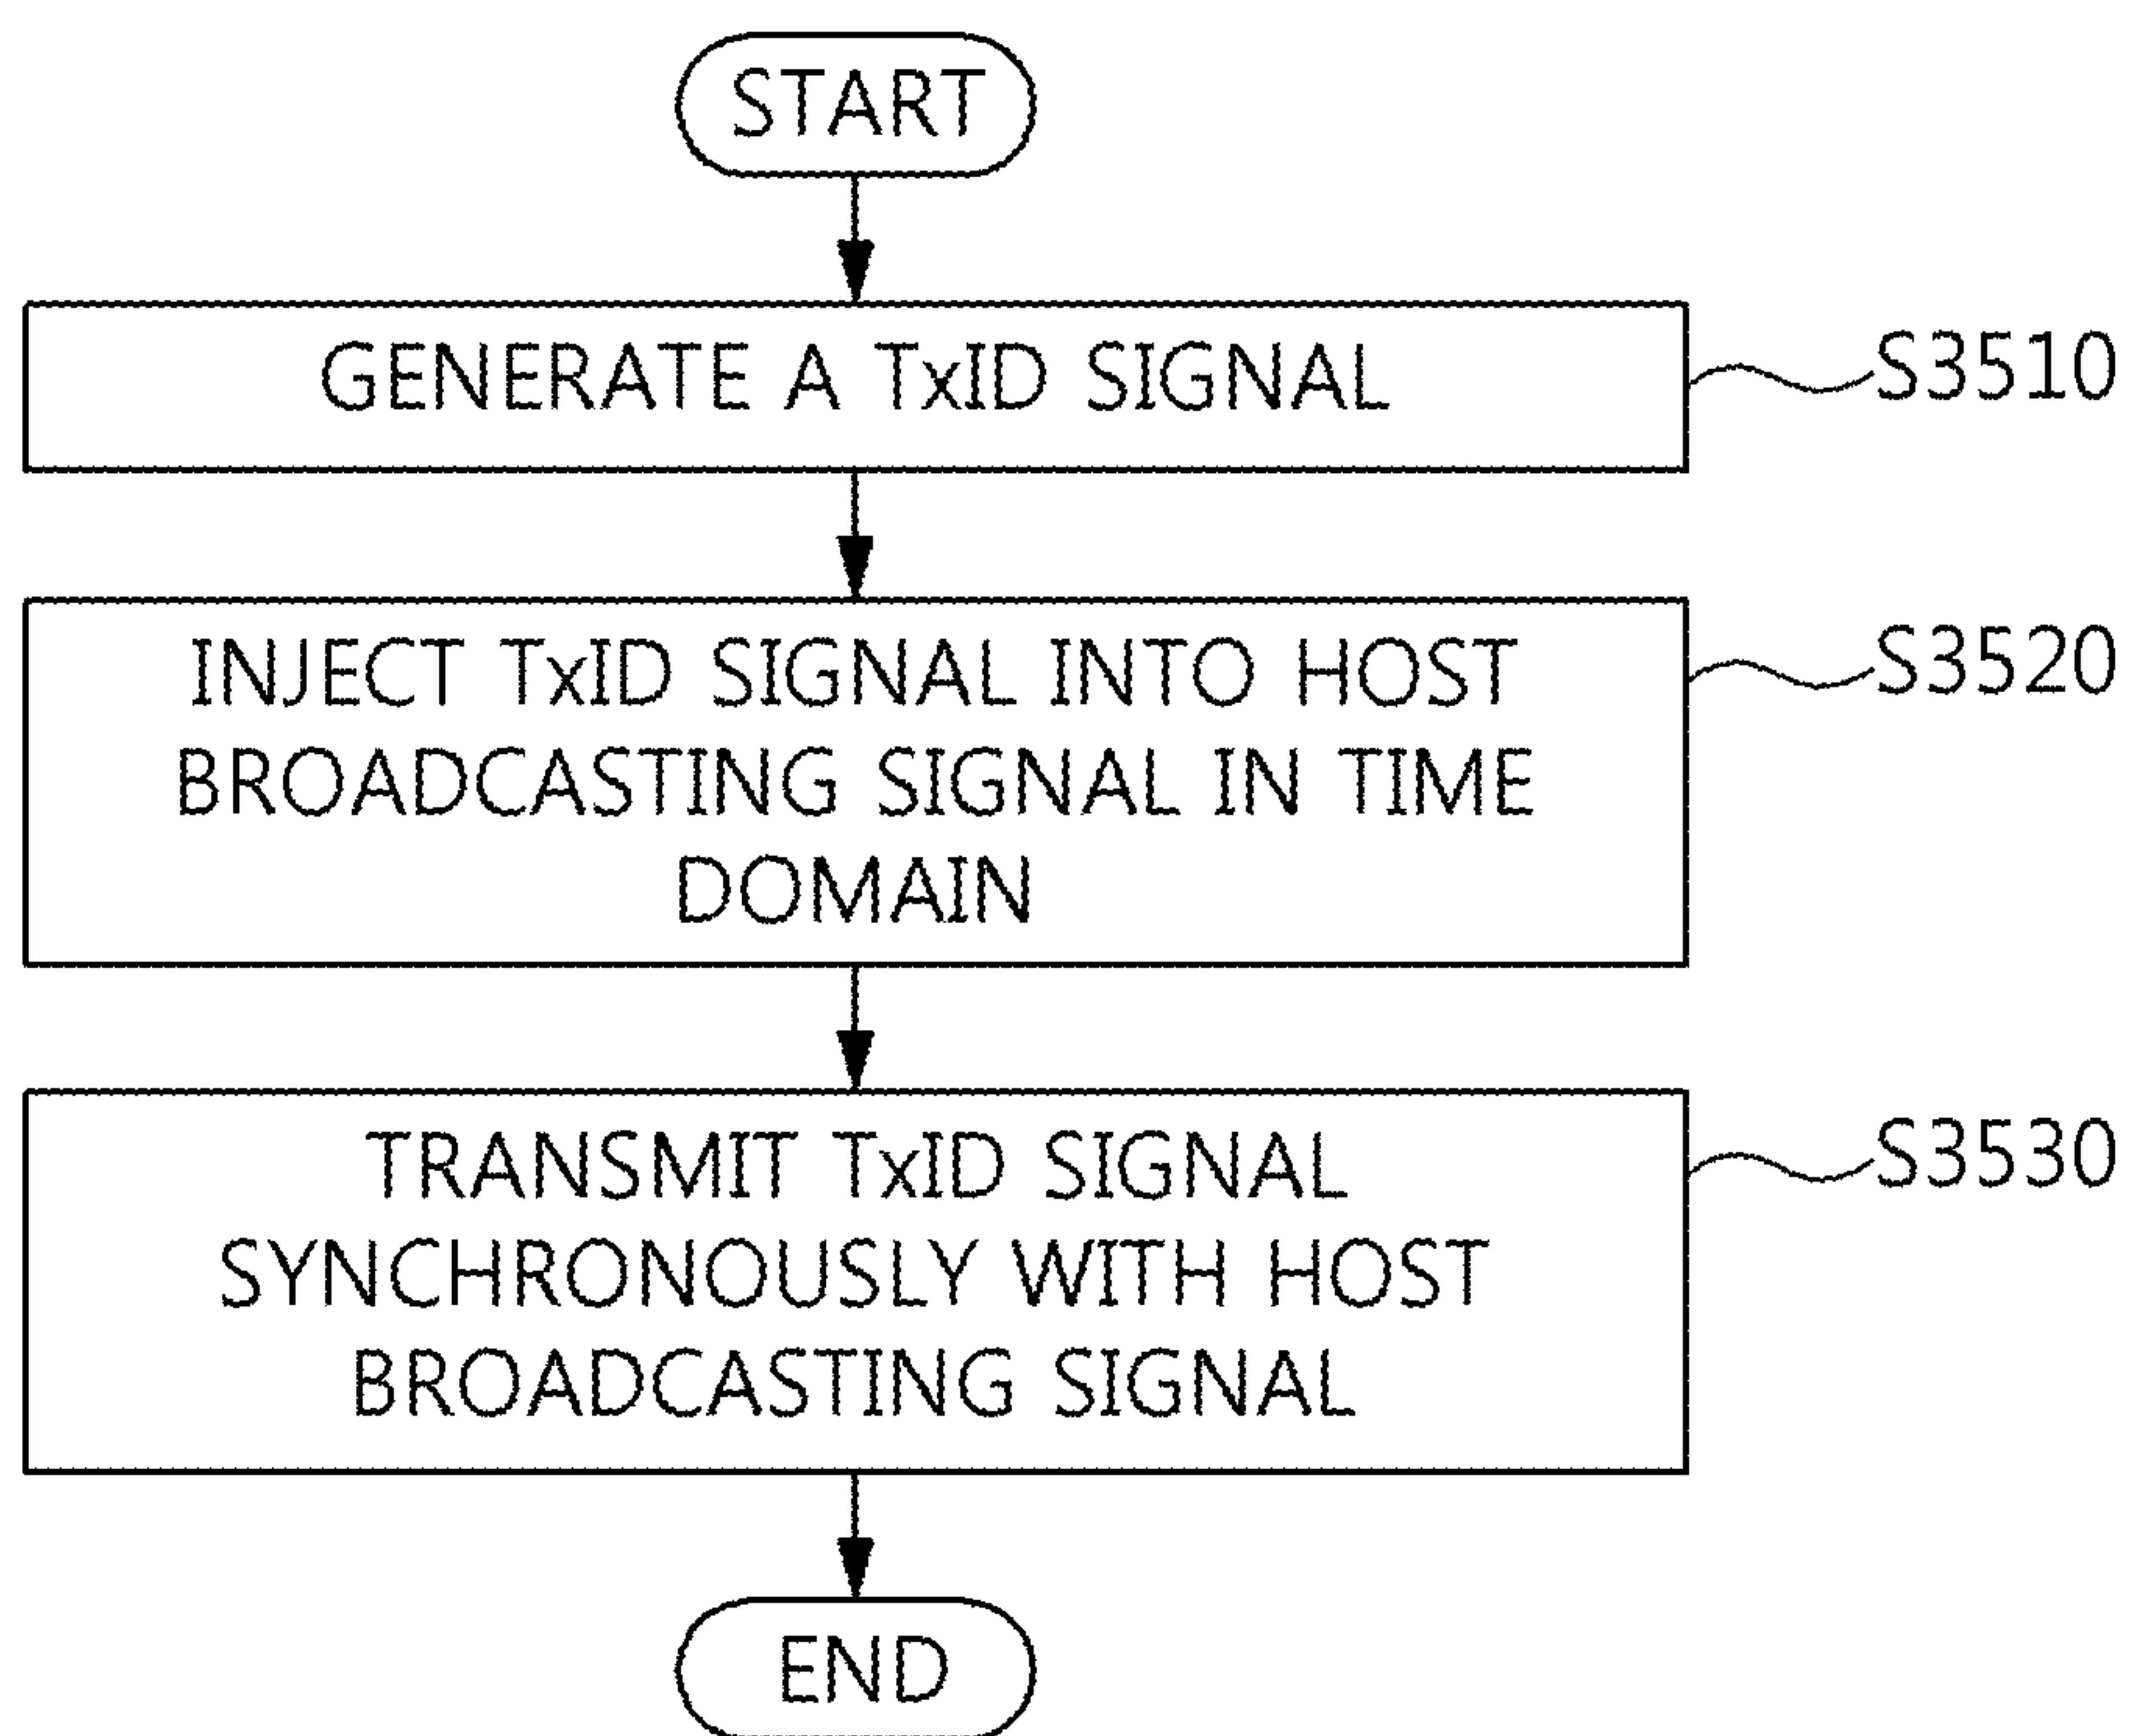 START
GENERATE A TxID SIGNAL
S3510
INJECT TxID SIGNAL INTO HOST
BROADCASTING SIGNAL IN TIME
DOMAIN
S3520
TRANSMIT TxID SIGNAL
SYNCHRONOUSLY WITH HOST
BROADCASTING SIGNAL
S3530
END